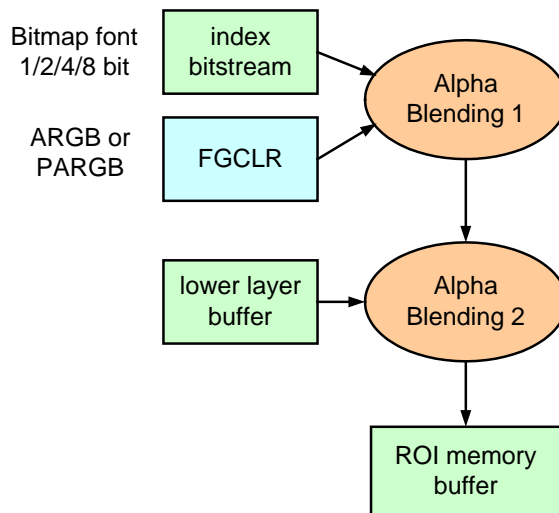 Bitmap font
1/2/4/8 bit
index
bitstream
Alpha
Blending 1
ARGB or
PARGB
FGCLR
lower layer
buffer
Alpha
Blending 2
ROI memory
buffer